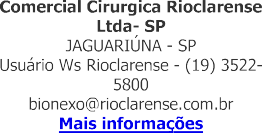 Comercial Cirurgica Rioclarense
Ltda- SP
JAGUARIÚNA - SP
Usuário Ws Rioclarense - (19) 3522-
5800
bionexo@rioclarense.com.br
Mais informações